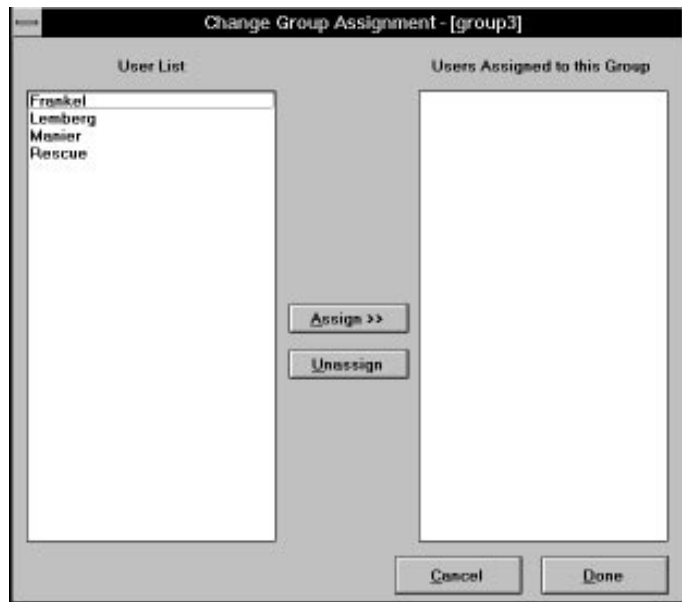 Change Group Assignment - [group3]
User List
Users Assigned to this Group
Frankel
Lemberg
Manier
Rescue
Assign >>
Unassign
Cancel
Done